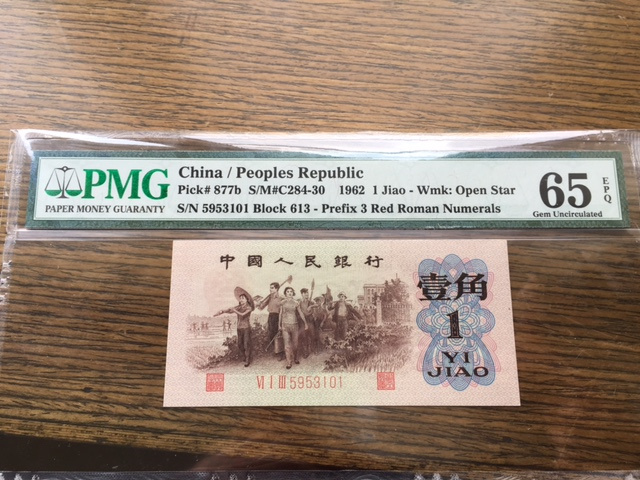 PMG
PAPER MONEY GUARANTY
China / Peoples Republic
Pick# 877b S/M#C284-30 1962 1 Jiao - Wmk: Open Star
S/N 5953101 Block 613 - Prefix 3 Red Roman Numerals
65
EPQ
Gem Uncirculated
中國人民銀行
壹角
1
YI
JIAO
VI I III 5953101